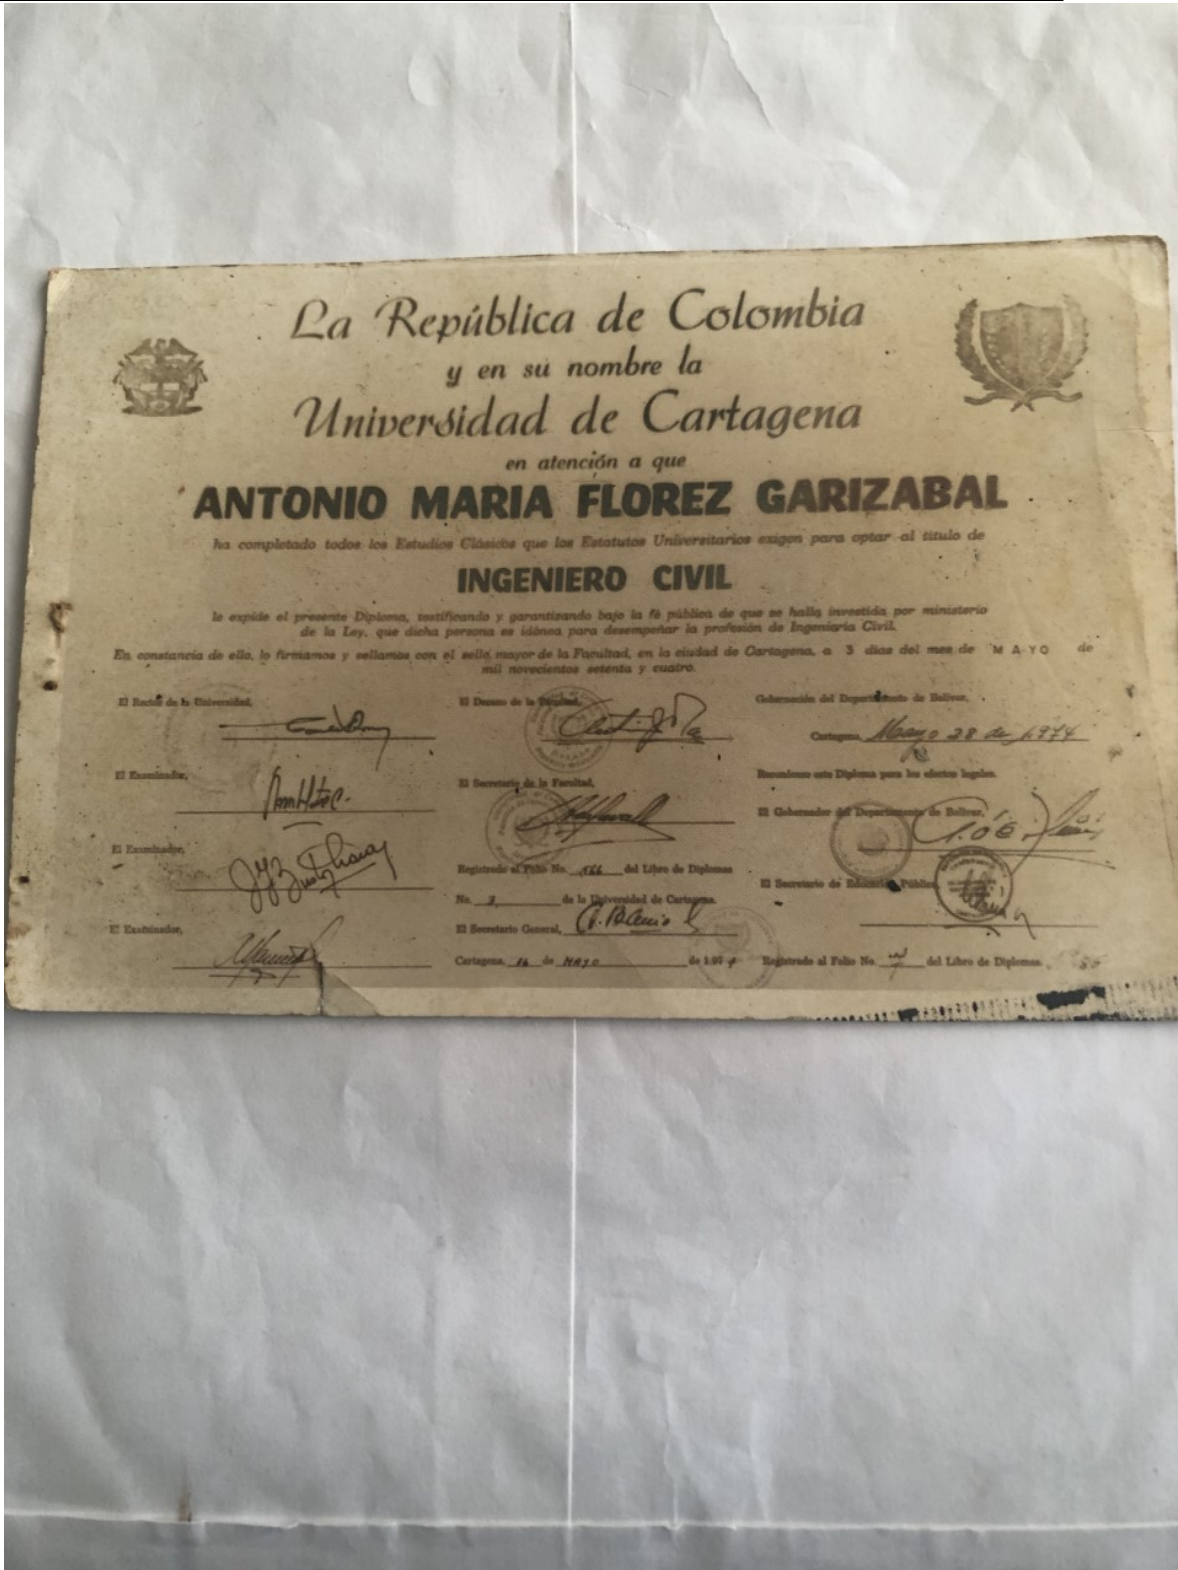 La República de Colombia
y en su nombre la
Universidad de Cartagena
en atención a que
ANTONIO MARIA FLOREZ GARIZABAL
ha completado todos los Estudios Clásicos que los Estatutos Universitarios exigen para optar al titulo de
INGENIERO CIVIL
le expide el presente Diploma, testificando y garantizando bajo la fé pública de que se halla investida por ministerio
de la Ley, que dicha persona es idónea para desempeñar la profesión de Ingeniería Civil.
En constancia de ello, lo firmamos y sellamos con el sello mayor de la Facultad, en la ciudad de Cartagena, a 3 dias del mes de MAYO de
mil novecientos setenta y cuatro.
El Rector de la Universidad,
El Decano de la Facultad,
Gobernación del Departamento de Bolívar,
Cartagena, Mayo 28 de 1974
El Examinador,
El Secretario de la Facultad,
Reconócese este Diploma para los efectos legales.
El Gobernador del Departamento de Bolívar,
El Examinador,
Registrado al Folio No. 166 del Libro de Diplomas
El Secretario de Educación Pública,
No. 3 de la Universidad de Cartagena.
El Examinador,
El Secretario General,
Cartagena, 16 de MAYO de 1.974
Registrado al Folio No. del Libro de Diplomas